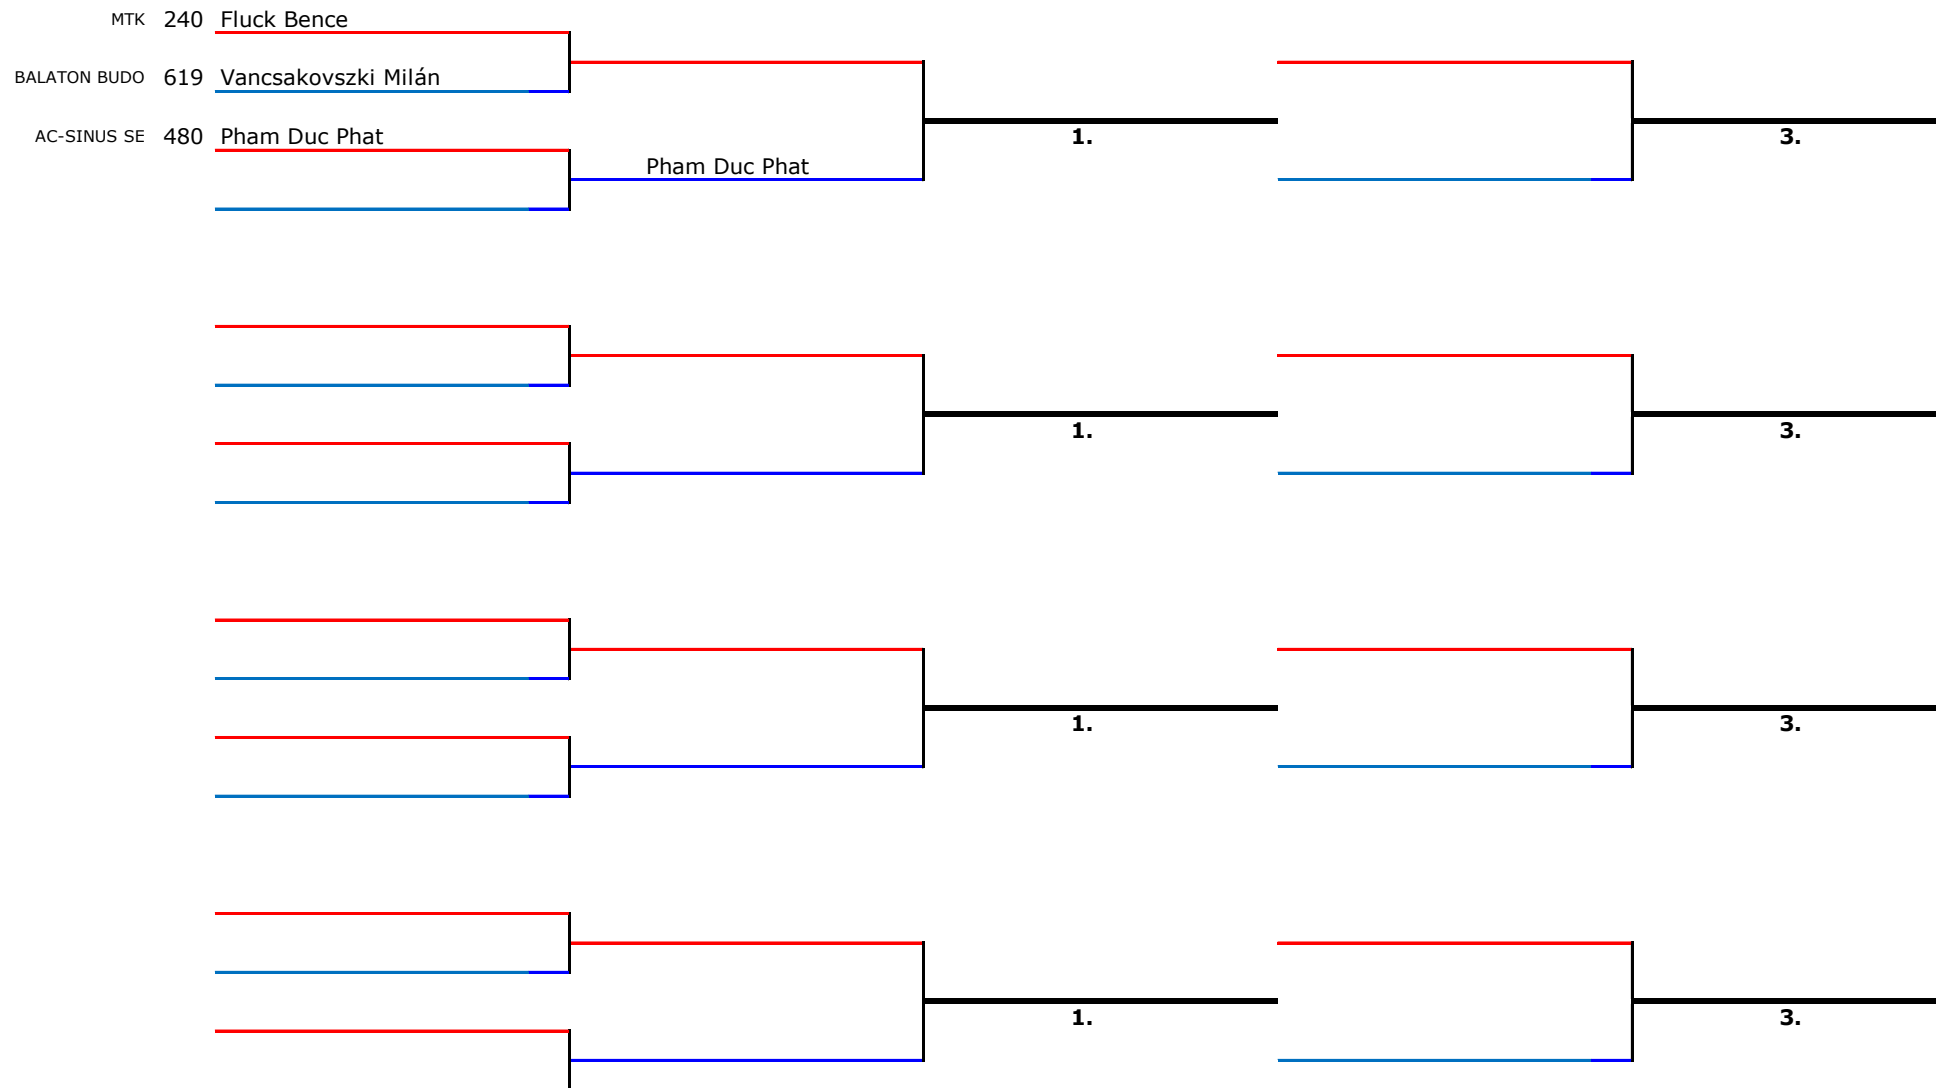 MTK 240 Fluck Bence
BALATON BUDO 619 Vancsakovszki Milán
1. 3.
AC-SINUS SE 480 Pham Duc Phat
Pham Duc Phat
1. 3.
1. 3.
1. 3.